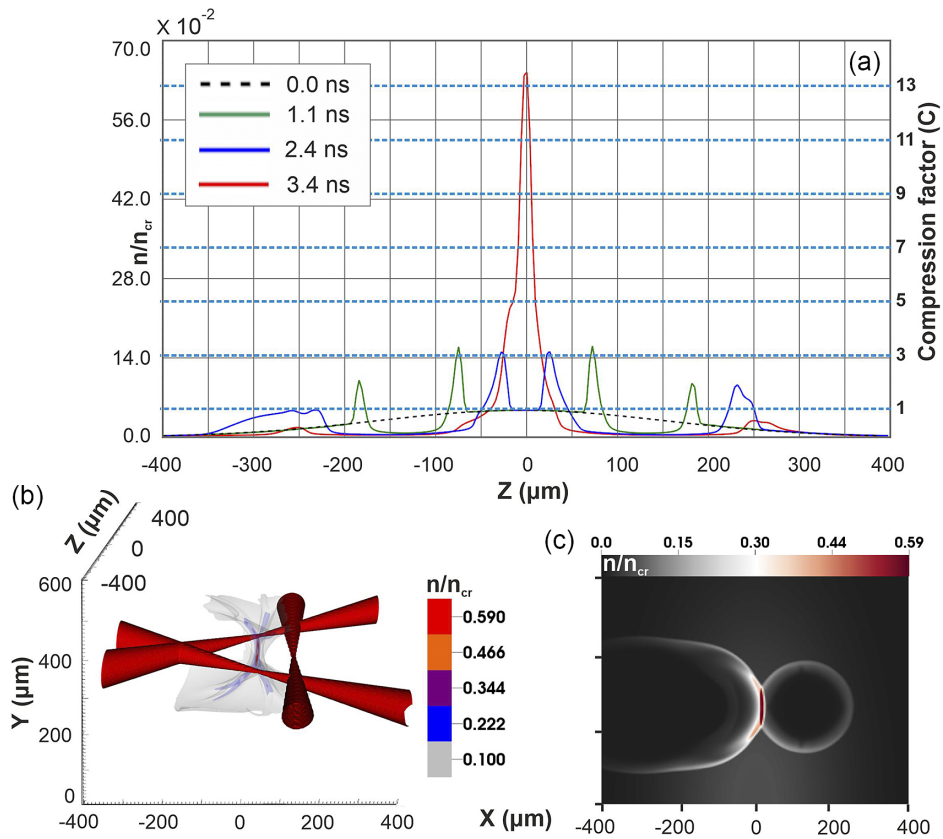 X 10⁻²
(a)
70.0
56.0
42.0
28.0
14.0
0.0
n/n_cr
0.0 ns
1.1 ns
2.4 ns
3.4 ns
13
11
9
7
5
3
1
Compression factor (C)
-400 -300 -200 -100 0 100 200 300 400
Z (µm)
(b)
Z (µm)
400
0
-400
600
400
200
0
Y (µm)
-400 -200 0 200 400
n/n_cr
0.590
0.466
0.344
0.222
0.100
(c)
0.0 0.15 0.30 0.44 0.59
n/n_cr
X (µm)
-400 -200 0 200 400